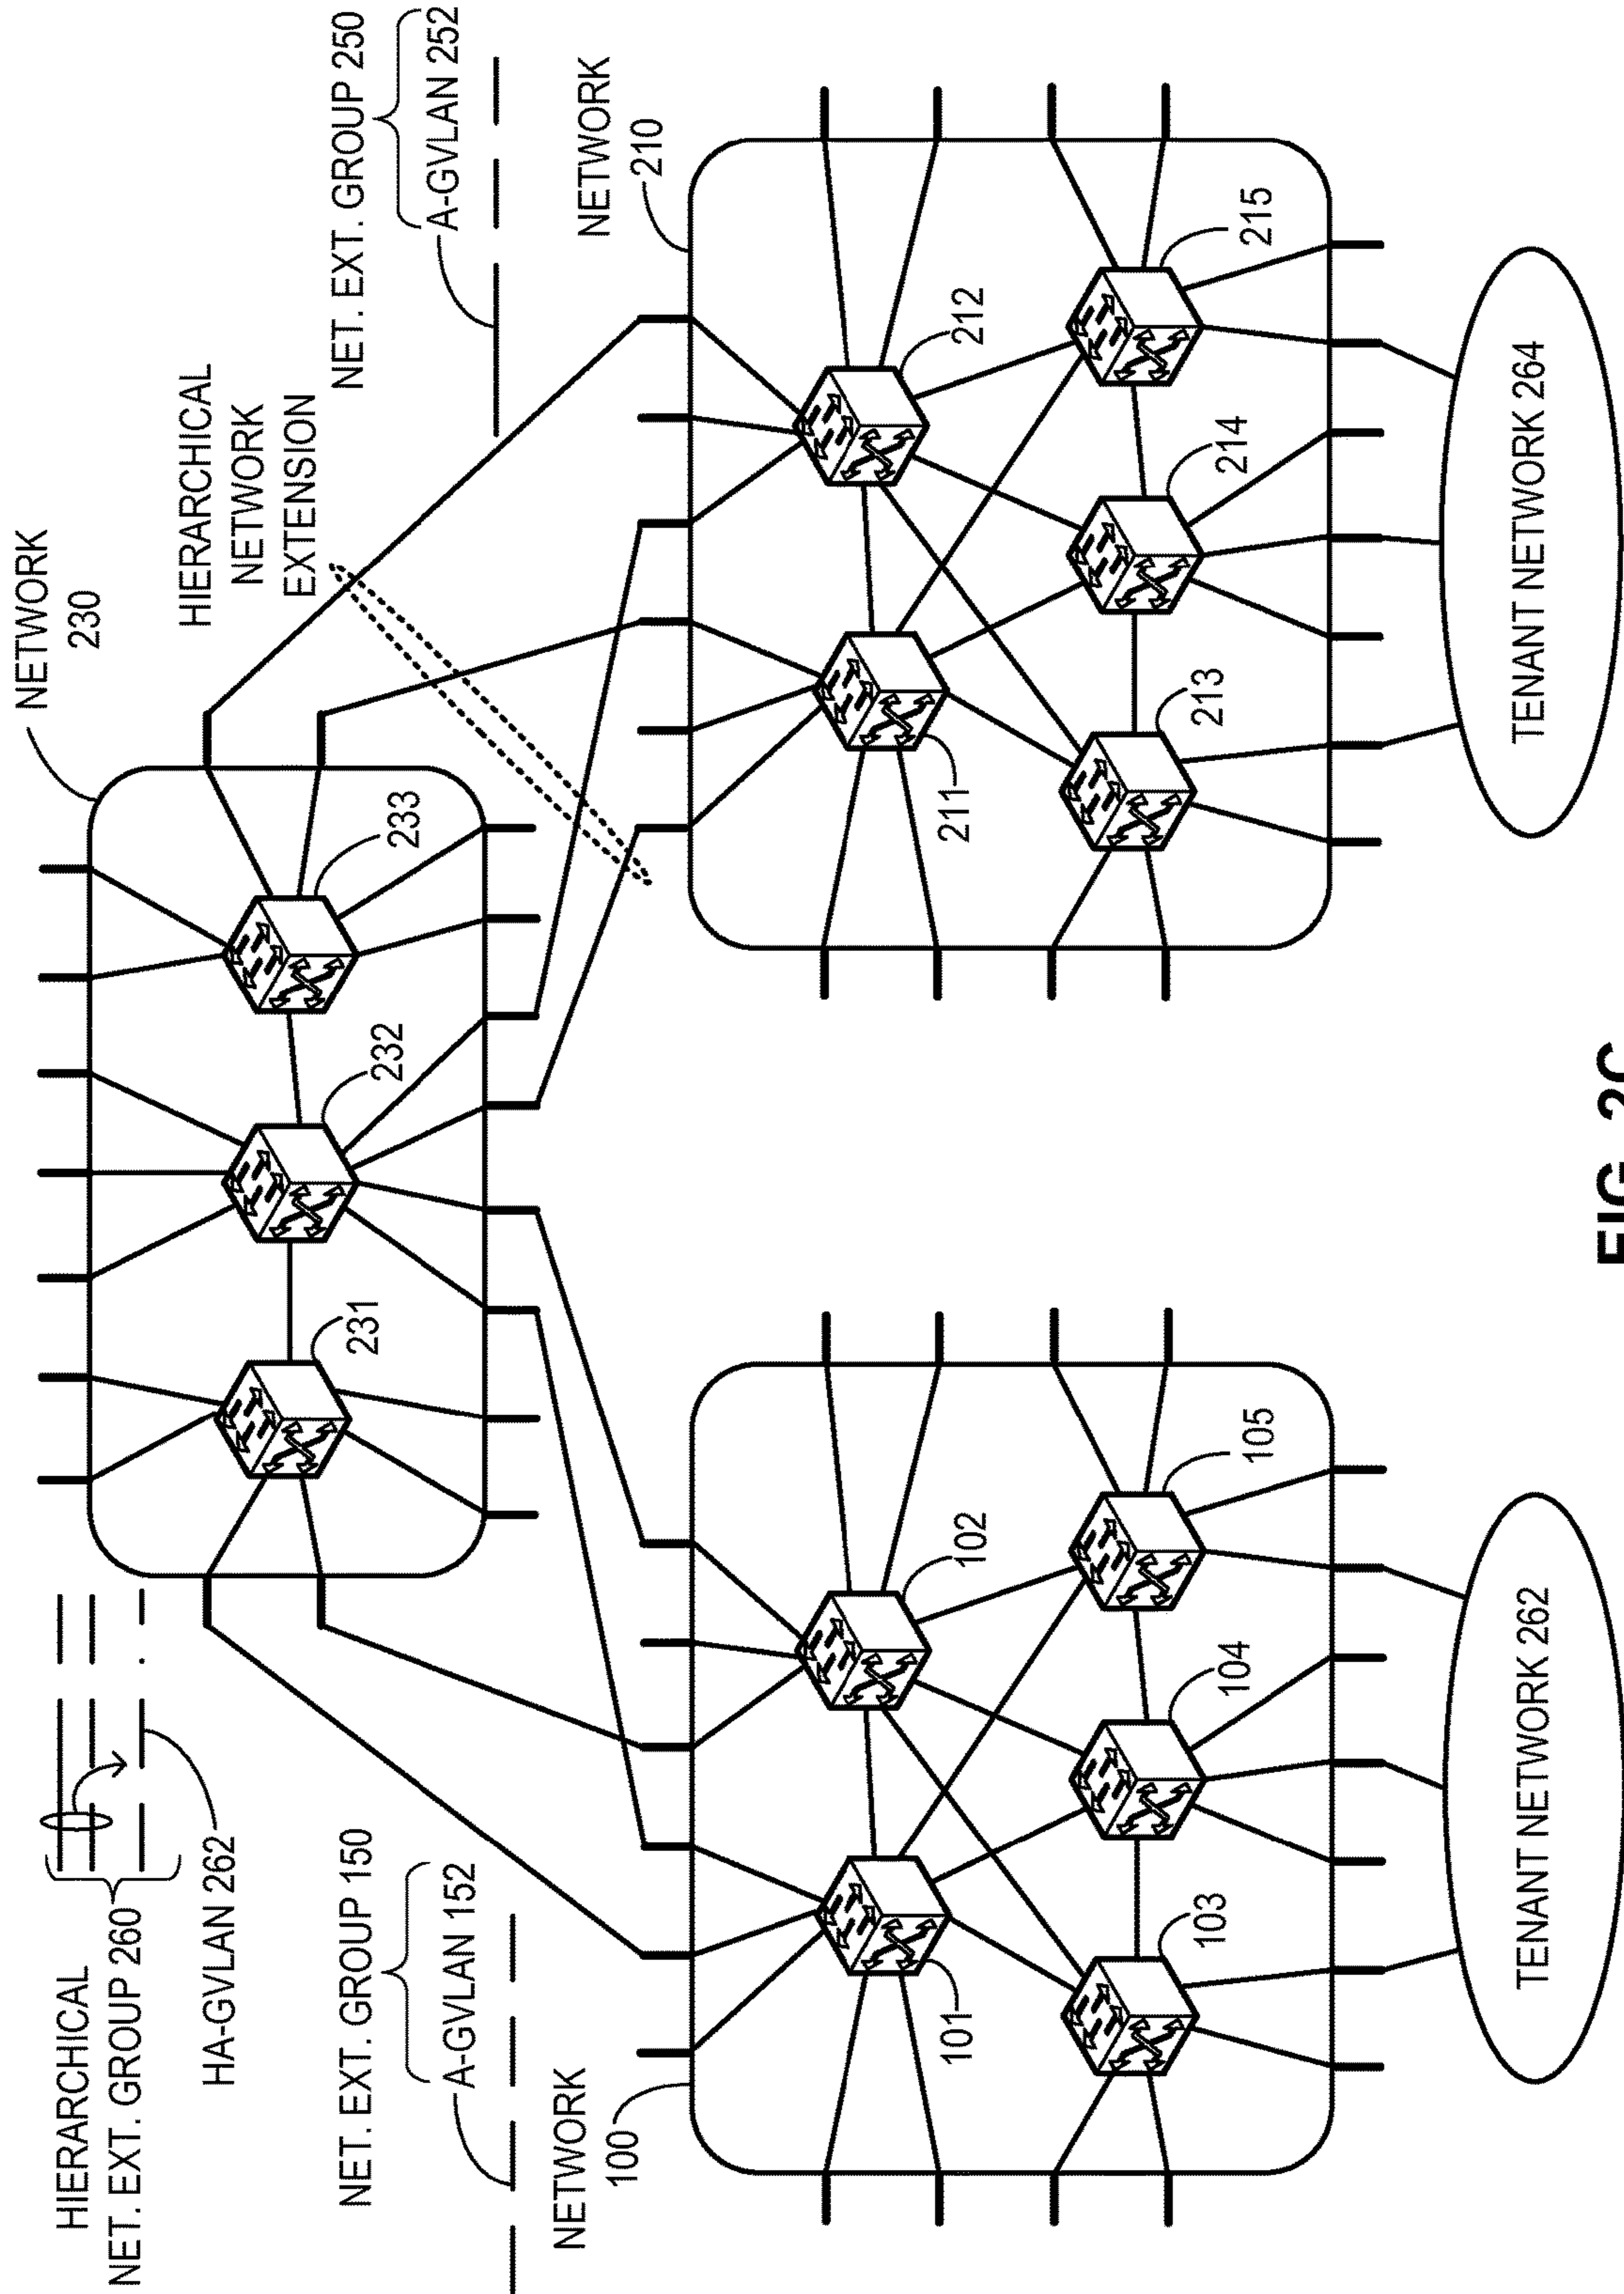 HIERARCHICAL
NET. EXT. GROUP 260
HA-GVLAN 262
NETWORK
230
231
232
233
NET. EXT. GROUP 150
A-GVLAN 152
HIERARCHICAL
NETWORK
EXTENSION
NET. EXT. GROUP 250
A-GVLAN 252
NETWORK
100
101
102
103
104
105
NETWORK
210
211
212
213
214
215
TENANT NETWORK 262
TENANT NETWORK 264
FIG. 2C